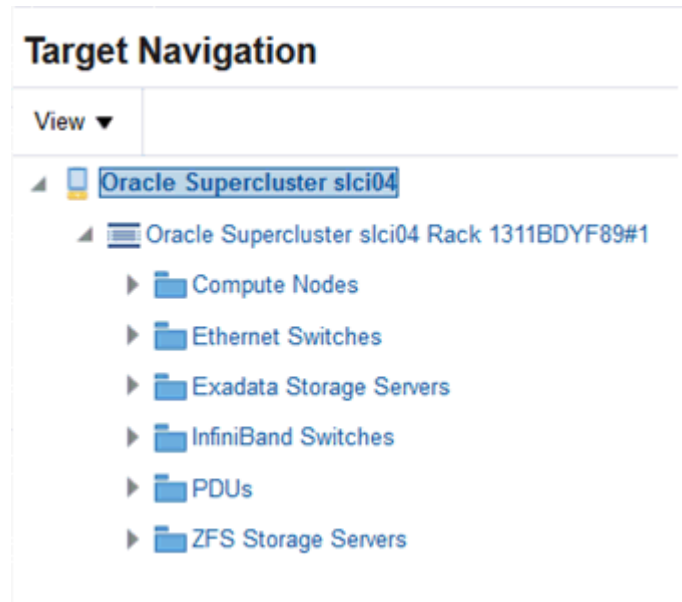 Target Navigation
View
Oracle Supercluster slci04
Oracle Supercluster slci04 Rack 1311BDYF89#1
Compute Nodes
Ethernet Switches
Exadata Storage Servers
InfiniBand Switches
PDUs
ZFS Storage Servers